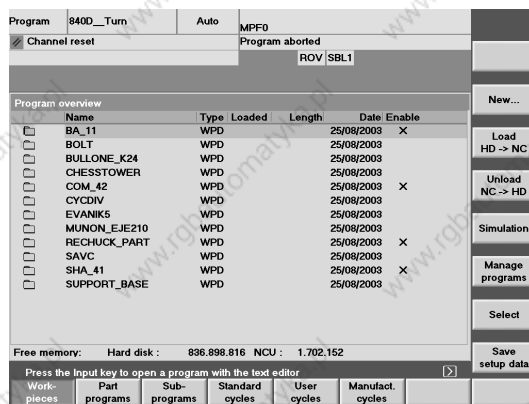 Program 840D__Turn Auto MPF0
Channel reset Program aborted
ROV SBL1
Program overview
Name Type Loaded Length Date Enable
BA_11 WPD 25/08/2003 X
BOLT WPD 25/08/2003
BULLONE_K24 WPD 25/08/2003
CHESSTOWER WPD 25/08/2003
COM_42 WPD 25/08/2003 X
CYCDIV WPD 25/08/2003
EVANIK5 WPD 25/08/2003
MUNON_EJE210 WPD 25/08/2003
RECHUCK_PART WPD 25/08/2003 X
SAVC WPD 25/08/2003
SHA_41 WPD 25/08/2003 X
SUPPORT_BASE WPD 25/08/2003
Free memory: Hard disk : 836.898.816 NCU : 1.702.152
Press the Input key to open a program with the text editor
New...
Load
HD -> NC
Unload
NC -> HD
Simulation
Manage
programs
Select
Save
setup data
Work-
pieces
Part
programs
Sub-
programs
Standard
cycles
User
cycles
Manufact.
cycles
www.rgbautomatyka.pl